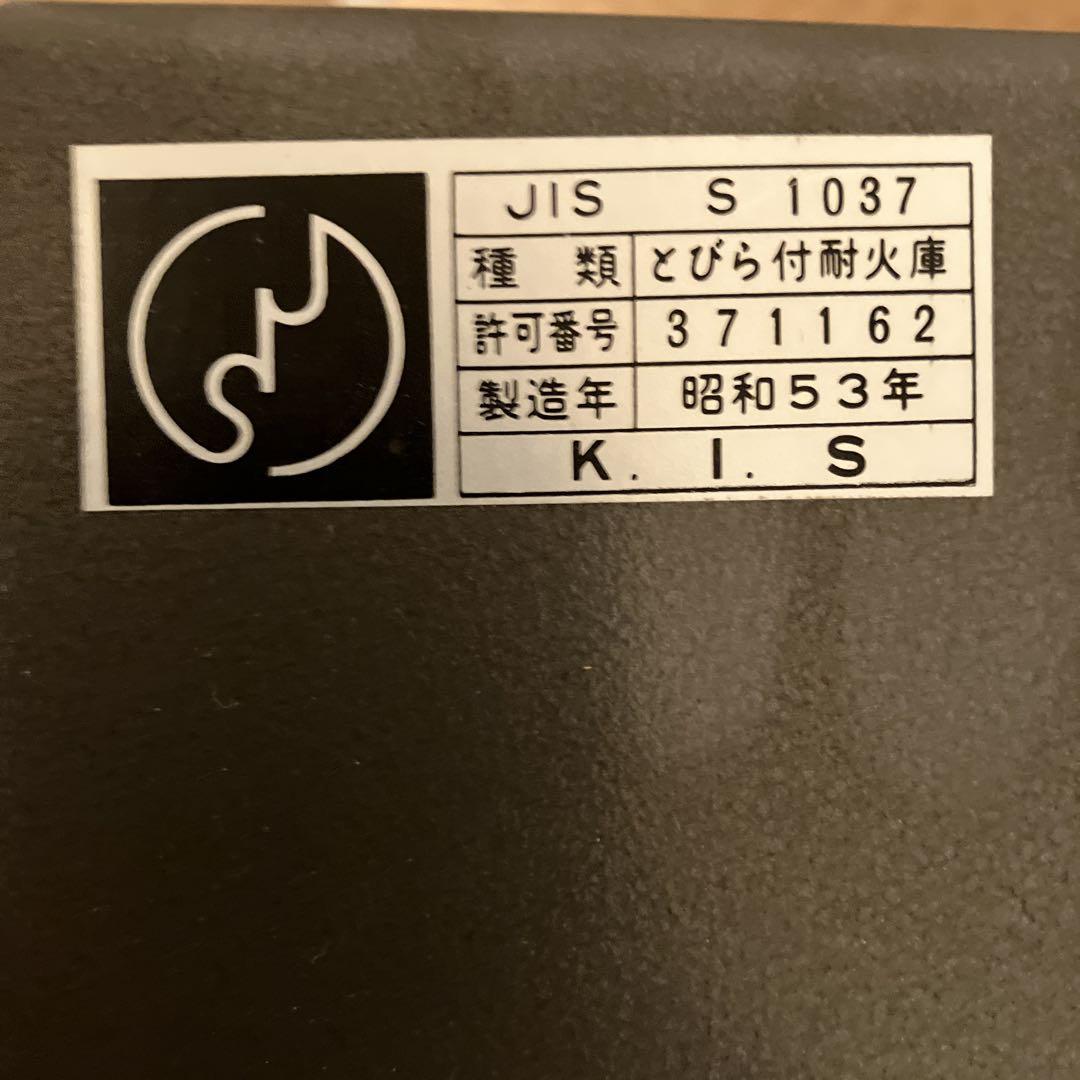 JIS S 1037
種類 とびら付耐火庫
許可番号 371162
製造年 昭和53年
K. I. S